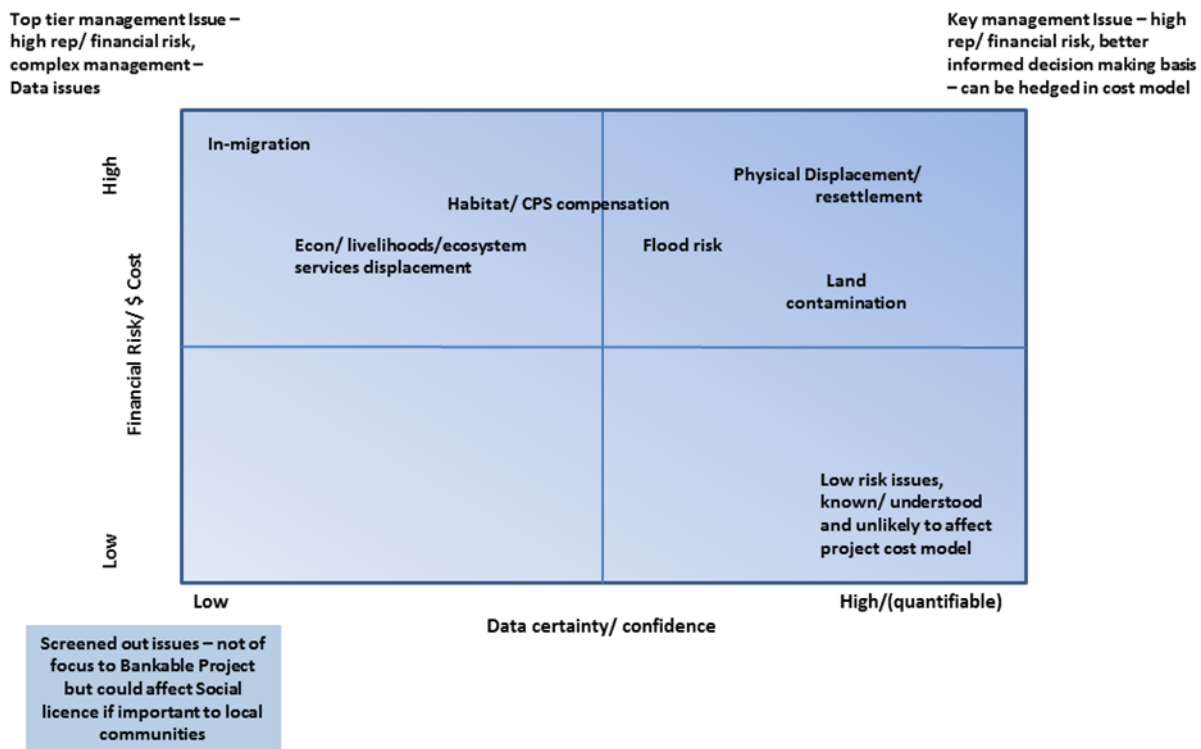 Top tier management Issue –
high rep/ financial risk,
complex management –
Data issues
Key management Issue – high
rep/ financial risk, better
informed decision making basis
– can be hedged in cost model
High
Financial Risk/ $ Cost
Low
In-migration
Physical Displacement/
resettlement
Habitat/ CPS compensation
Econ/ livelihoods/ecosystem
services displacement
Flood risk
Land
contamination
Low risk issues,
known/ understood
and unlikely to affect
project cost model
Low
High/(quantifiable)
Data certainty/ confidence
Screened out issues – not of
focus to Bankable Project
but could affect Social
licence if important to local
communities